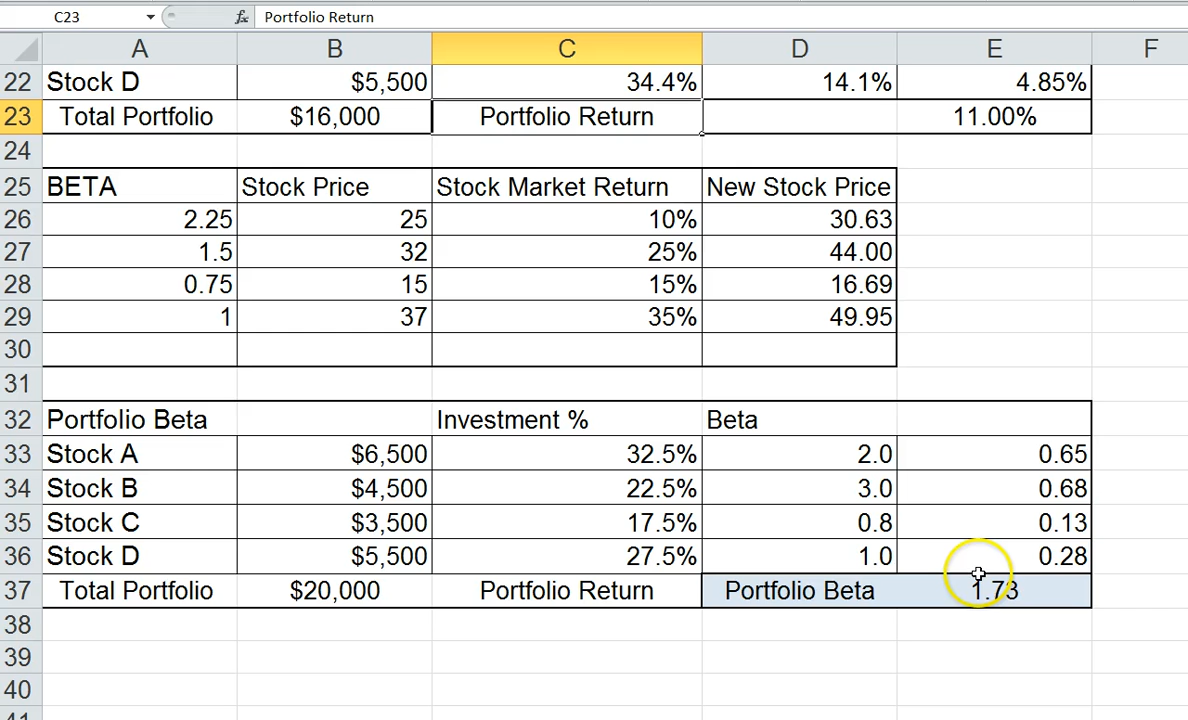 C23 fx Portfolio Return
A B C D E F
22 Stock D $5,500 34.4% 14.1% 4.85%
23 Total Portfolio $16,000 Portfolio Return 11.00%
24
25 BETA Stock Price Stock Market Return New Stock Price
26 2.25 25 10% 30.63
27 1.5 32 25% 44.00
28 0.75 15 15% 16.69
29 1 37 35% 49.95
30
31
32 Portfolio Beta Investment % Beta
33 Stock A $6,500 32.5% 2.0 0.65
34 Stock B $4,500 22.5% 3.0 0.68
35 Stock C $3,500 17.5% 0.8 0.13
36 Stock D $5,500 27.5% 1.0 0.28
37 Total Portfolio $20,000 Portfolio Return Portfolio Beta 1.73
38
39
40
41